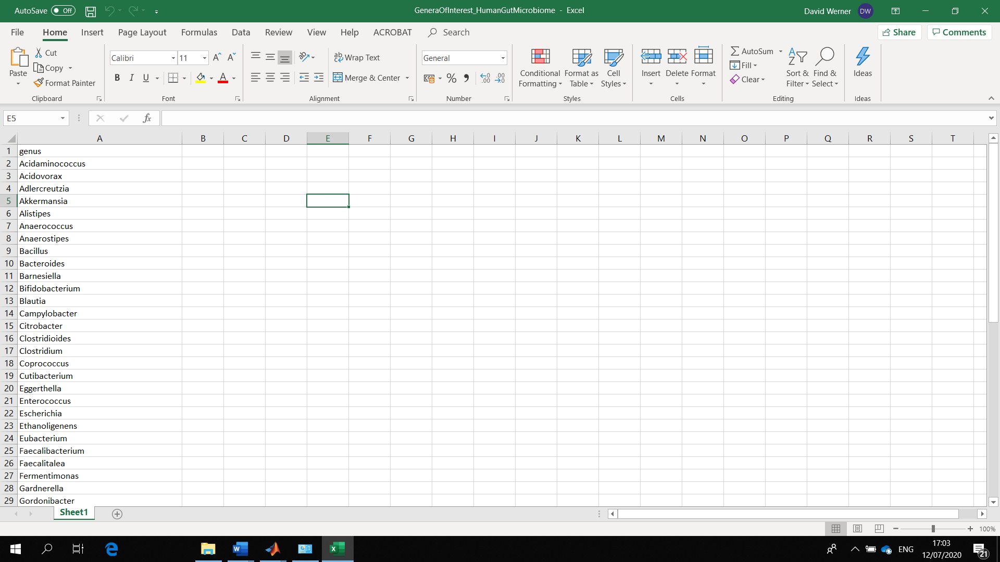 AutoSave Off
GeneraOfInterest_HumanGutMicrobiome - Excel
David Werner DW
File Home Insert Page Layout Formulas Data Review View Help ACROBAT Search
Share Comments
Paste
Cut
Copy
Format Painter
Clipboard
Calibri 11
B I U
Font
Wrap Text
Merge & Center
Alignment
General
Number
Conditional Formatting
Format as Table
Cell Styles
Styles
Insert Delete Format
Cells
AutoSum
Fill
Clear
Sort & Filter
Find & Select
Editing
Ideas
Ideas
E5 fx
A B C D E F G H I J K L M N O P Q R S T
1 genus
2 Acidaminococcus
3 Acidovorax
4 Adlercreutzia
5 Akkermansia
6 Alistipes
7 Anaerococcus
8 Anaerostipes
9 Bacillus
10 Bacteroides
11 Barnesiella
12 Bifidobacterium
13 Blautia
14 Campylobacter
15 Citrobacter
16 Clostridioides
17 Clostridium
18 Coprococcus
19 Cutibacterium
20 Eggerthella
21 Enterococcus
22 Escherichia
23 Ethanoligenens
24 Eubacterium
25 Faecalibacterium
26 Faecalitalea
27 Fermentimonas
28 Gardnerella
29 Gordonibacter
Sheet1
100%
ENG
17:03
12/07/2020
21